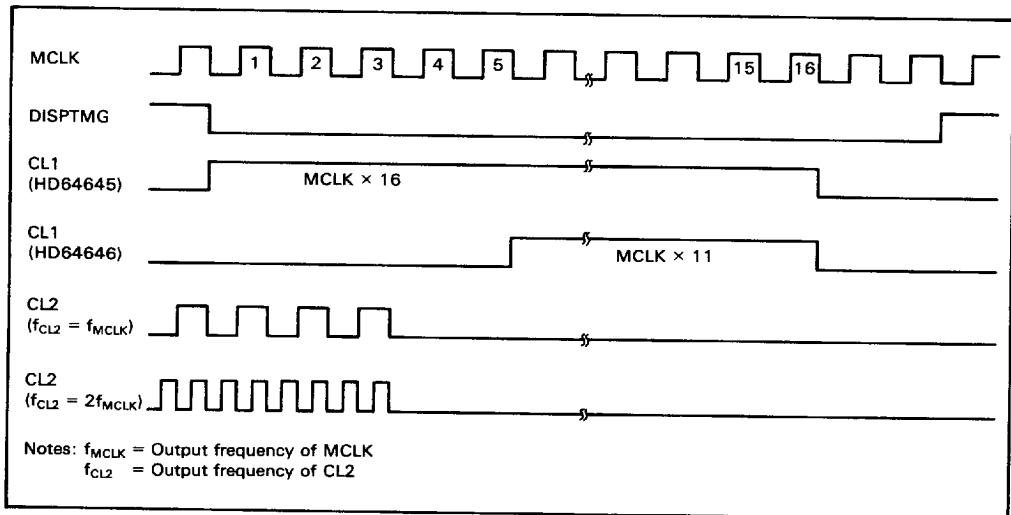 MCLK
1 2 3 4 5 15 16
DISPTMG
CL1
(HD64645)
MCLK × 16
CL1
(HD64646)
MCLK × 11
CL2
(fCL2 = fMCLK)
CL2
(fCL2 = 2fMCLK)
Notes: fMCLK = Output frequency of MCLK
fCL2 = Output frequency of CL2